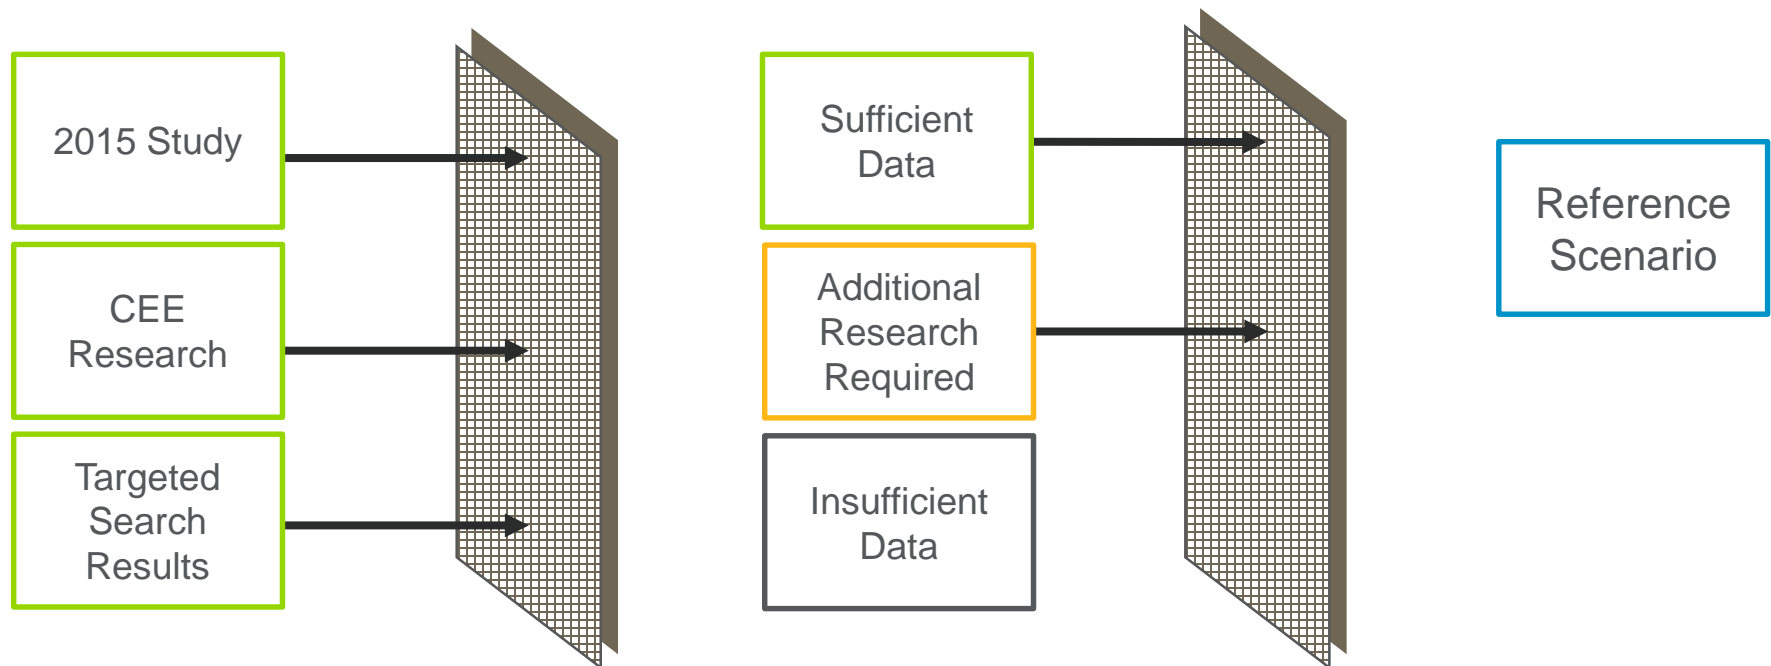 2015 Study
CEE
Research
Targeted
Search
Results
Sufficient
Data
Additional
Research
Required
Insufficient
Data
Reference
Scenario